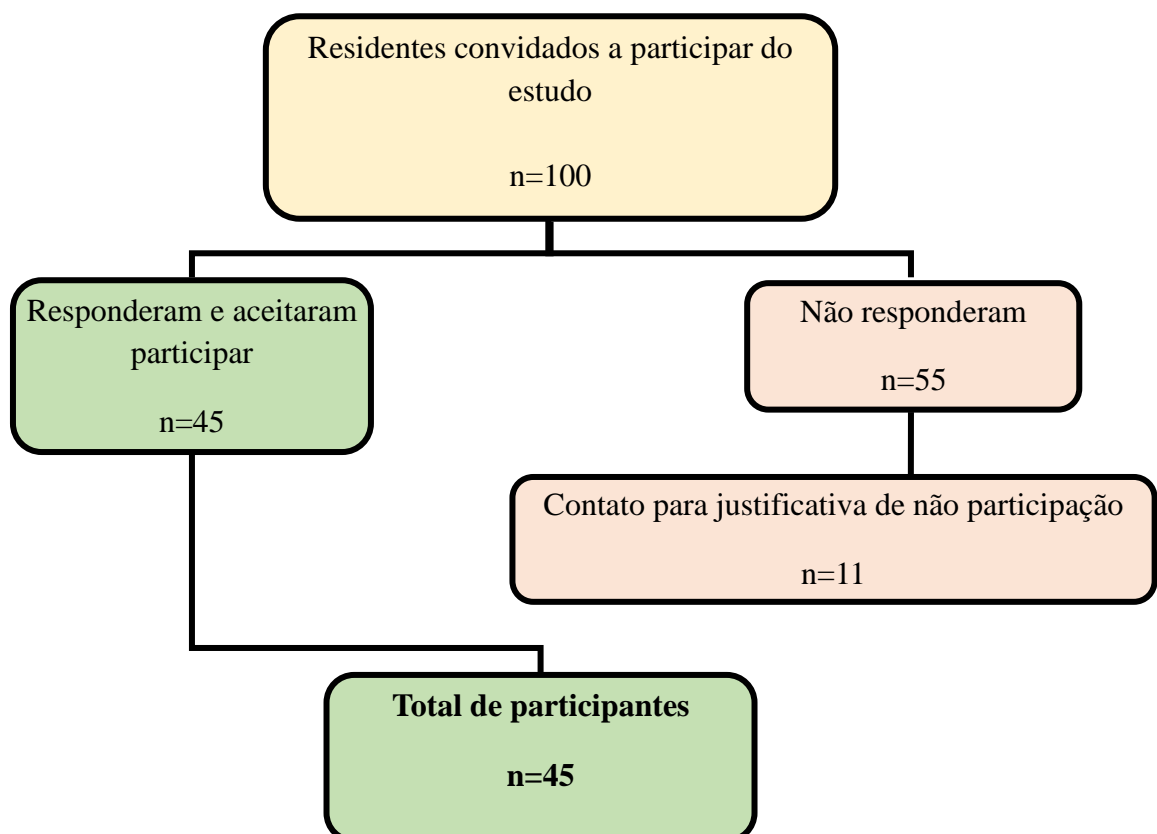 Residentes convidados a participar do
estudo
n=100
Responderam e aceitaram
participar
n=45
Não responderam
n=55
Contato para justificativa de não participação
n=11
Total de participantes
n=45